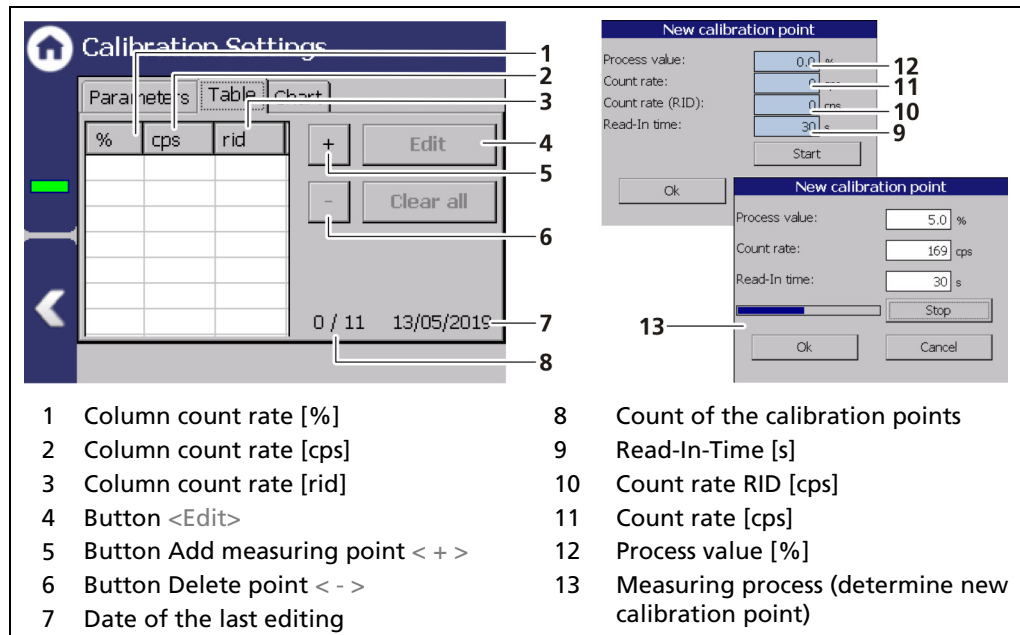 Calibration Settings
Parameters Table Chart
% cps rid
+ Edit
- Clear all
0 / 11 13/05/2019
1
2
3
4
5
6
7
8
New calibration point
Process value: 0.0 % 12
Count rate: 0 11
Count rate (RID): 0 cps 10
Read-In time: 30 s 9
Start
Ok
New calibration point
Process value: 5.0 %
Count rate: 169 cps
Read-In time: 30 s
13 Stop
Ok Cancel
1 Column count rate [%]
2 Column count rate [cps]
3 Column count rate [rid]
4 Button <Edit>
5 Button Add measuring point < + >
6 Button Delete point < - >
7 Date of the last editing
8 Count of the calibration points
9 Read-In-Time [s]
10 Count rate RID [cps]
11 Count rate [cps]
12 Process value [%]
13 Measuring process (determine new
calibration point)